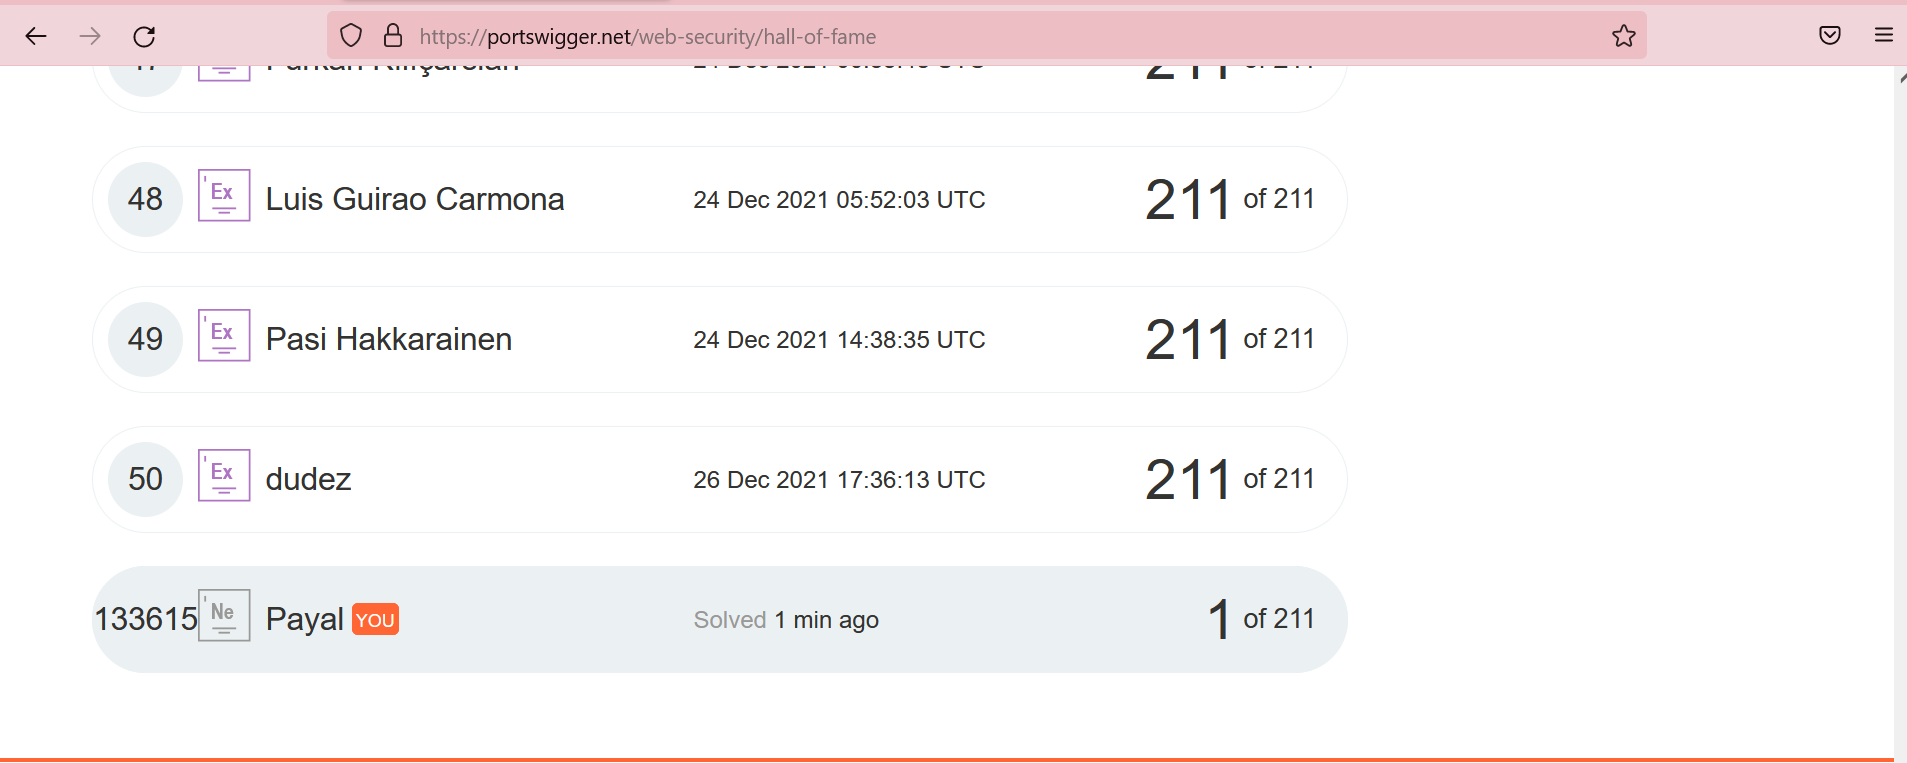 https://portswigger.net/web-security/hall-of-fame
211
48 Ex Luis Guirao Carmona 24 Dec 2021 05:52:03 UTC 211 of 211
49 Ex Pasi Hakkarainen 24 Dec 2021 14:38:35 UTC 211 of 211
50 Ex dudez 26 Dec 2021 17:36:13 UTC 211 of 211
133615 Ne Payal YOU Solved 1 min ago 1 of 211